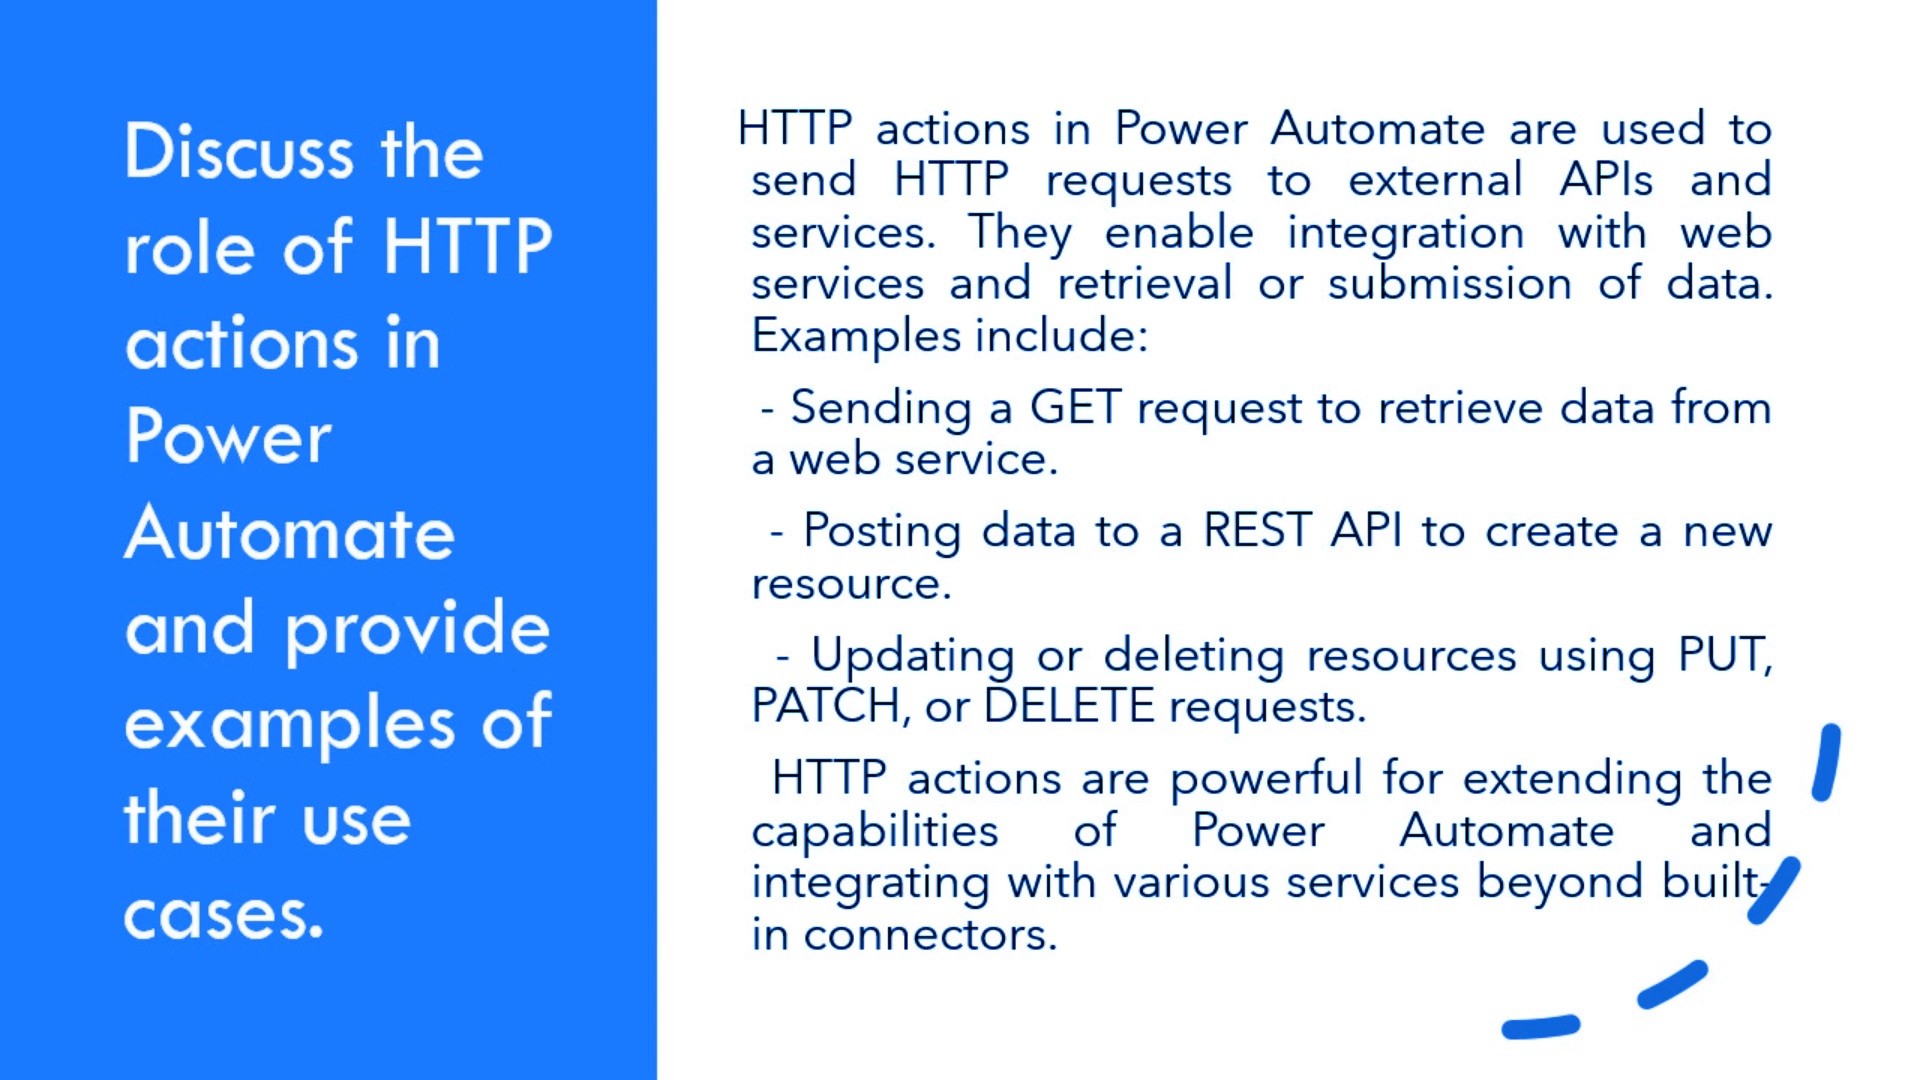 Discuss the
role of HTTP
actions in
Power
Automate
and provide
examples of
their use
cases.
HTTP actions in Power Automate are used to
send HTTP requests to external APIs and
services. They enable integration with web
services and retrieval or submission of data.
Examples include:
- Sending a GET request to retrieve data from
a web service.
- Posting data to a REST API to create a new
resource.
- Updating or deleting resources using PUT,
PATCH, or DELETE requests.
HTTP actions are powerful for extending the
capabilities of Power Automate and
integrating with various services beyond built-
in connectors.